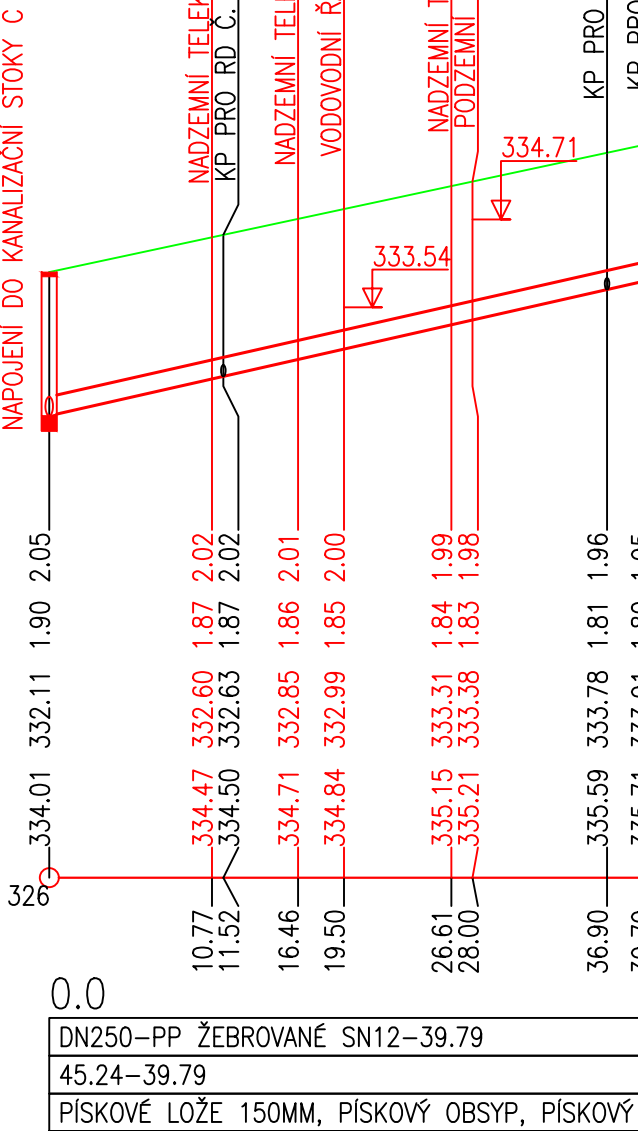 NAPOJENÍ DO KANALIZAČNÍ STOKY C
NADZEMNÍ
KP PRO RD Č.
NADZEMNÍ
VODOVODNÍ
NADZEMNÍ
PODZEMNÍ
KP PRO
KP PRO
334.71
333.54
334.01 332.11 1.90 2.05
334.47 332.60 1.87 2.02
334.50 332.63 1.87 2.02
334.71 332.85 1.86 2.01
334.84 332.99 1.85 2.00
335.15 333.31 1.84 1.99
335.21 333.38 1.83 1.98
335.59 333.78 1.81 1.96
326
10.77
11.52
16.46
19.50
26.61
28.00
36.90
0.0
DN250-PP ŽEBROVANÉ SN12-39.79
45.24-39.79
PÍSKOVÉ LOŽE 150MM, PÍSKOVÝ OBSYP, PÍSKOVÝ